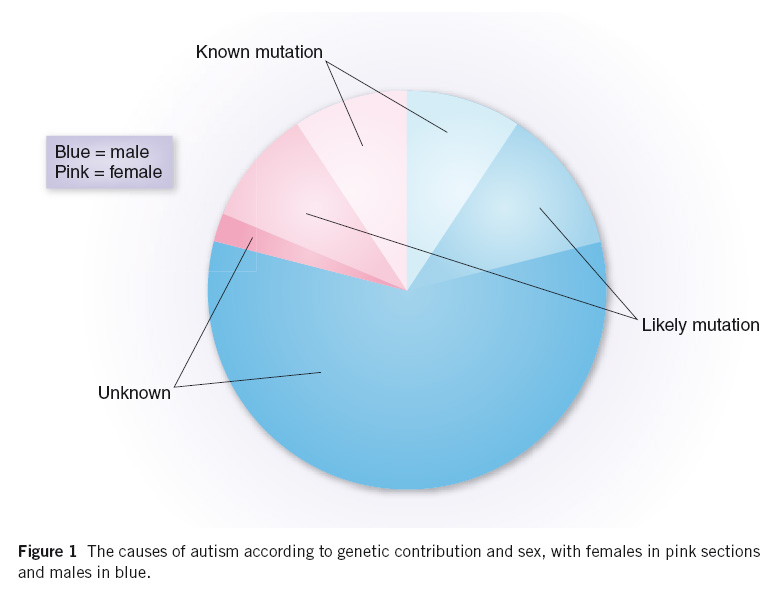 Known mutation
Blue = male
Pink = female
Likely mutation
Unknown
Figure 1 The causes of autism according to genetic contribution and sex, with females in pink sections
and males in blue.